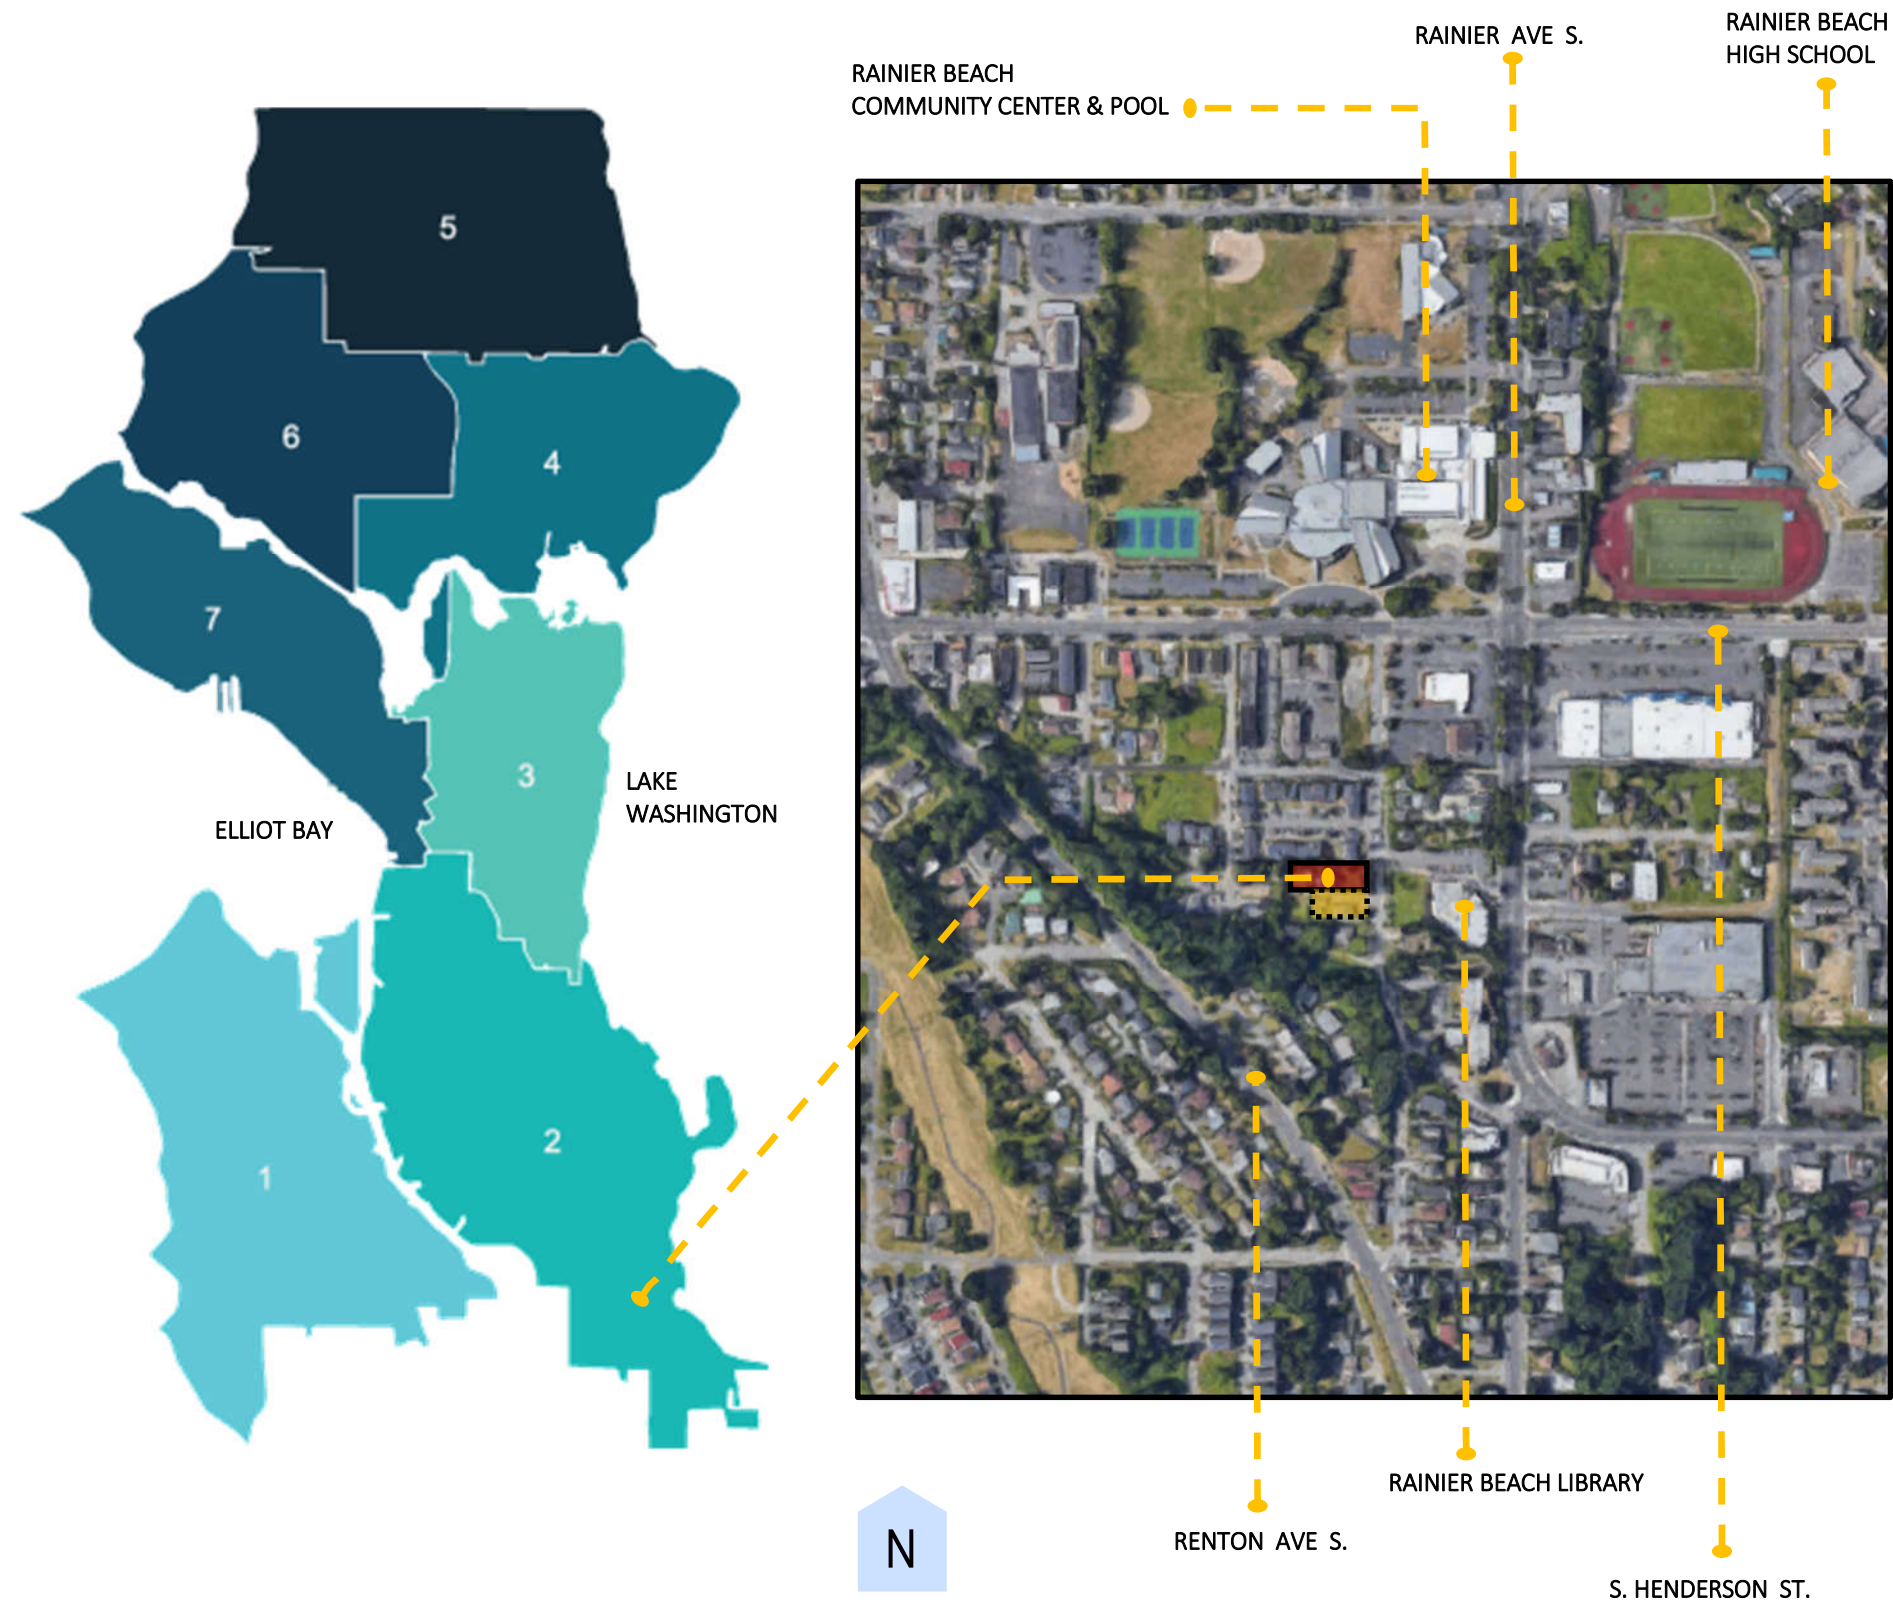 RAINIER AVE S.
RAINIER BEACH
HIGH SCHOOL
RAINIER BEACH
COMMUNITY CENTER & POOL
5
6
4
7
3
LAKE
WASHINGTON
ELLIOT BAY
2
1
RAINIER BEACH LIBRARY
N
RENTON AVE S.
S. HENDERSON ST.